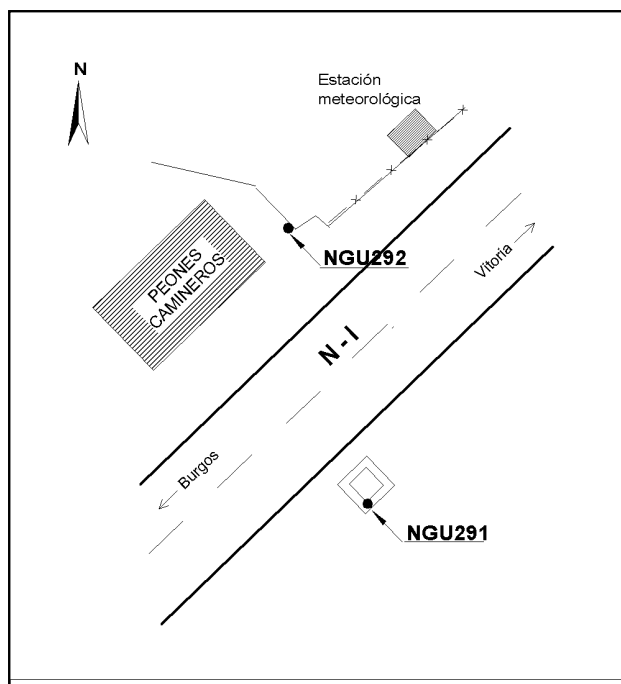 N
Estación
meteorológica
NGU292
PEONES
CAMINEROS
Vitoria
N - I
Burgos
NGU291